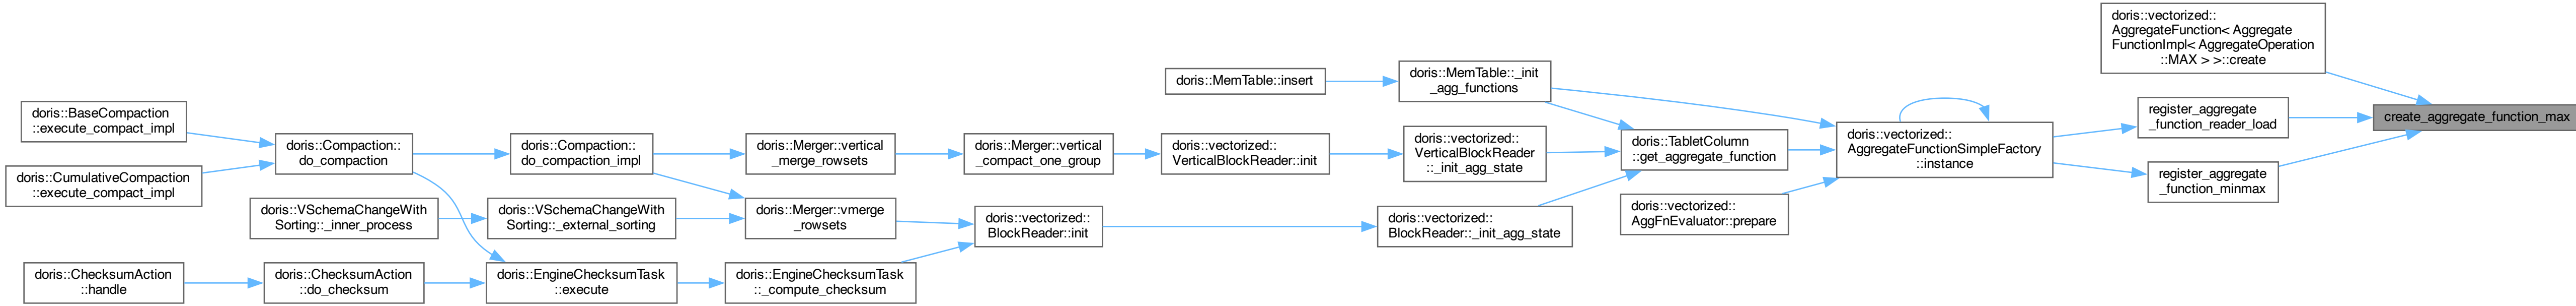 doris::BaseCompaction
::execute_compact_impl
doris::CumulativeCompaction
::execute_compact_impl
doris::Compaction::
do_compaction
doris::VSchemaChangeWith
Sorting::_inner_process
doris::ChecksumAction
::handle
doris::ChecksumAction
::do_checksum
doris::Compaction::
do_compaction_impl
doris::VSchemaChangeWith
Sorting::_external_sorting
doris::EngineChecksumTask
::execute
doris::Merger::vertical
_merge_rowsets
doris::Merger::vmerge
_rowsets
doris::EngineChecksumTask
::_compute_checksum
doris::Merger::vertical
_compact_one_group
doris::vectorized::
BlockReader::init
doris::MemTable::insert
doris::vectorized::
VerticalBlockReader::init
doris::MemTable::_init
_agg_functions
doris::vectorized::
VerticalBlockReader
::_init_agg_state
doris::vectorized::
BlockReader::_init_agg_state
doris::TabletColumn
::get_aggregate_function
doris::vectorized::
AggFnEvaluator::prepare
doris::vectorized::
AggregateFunctionSimpleFactory
::instance
doris::vectorized::
AggregateFunction< Aggregate
FunctionImpl< AggregateOperation
::MAX > >::create
register_aggregate
_function_reader_load
register_aggregate
_function_minmax
create_aggregate_function_max